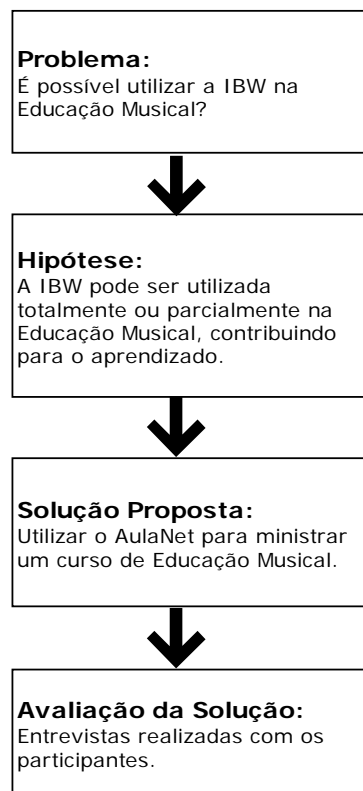 Problema:
É possível utilizar a IBW na
Educação Musical?
Hipótese:
A IBW pode ser utilizada
totalmente ou parcialmente na
Educação Musical, contribuindo
para o aprendizado.
Solução Proposta:
Utilizar o AulaNet para ministrar
um curso de Educação Musical.
Avaliação da Solução:
Entrevistas realizadas com os
participantes.